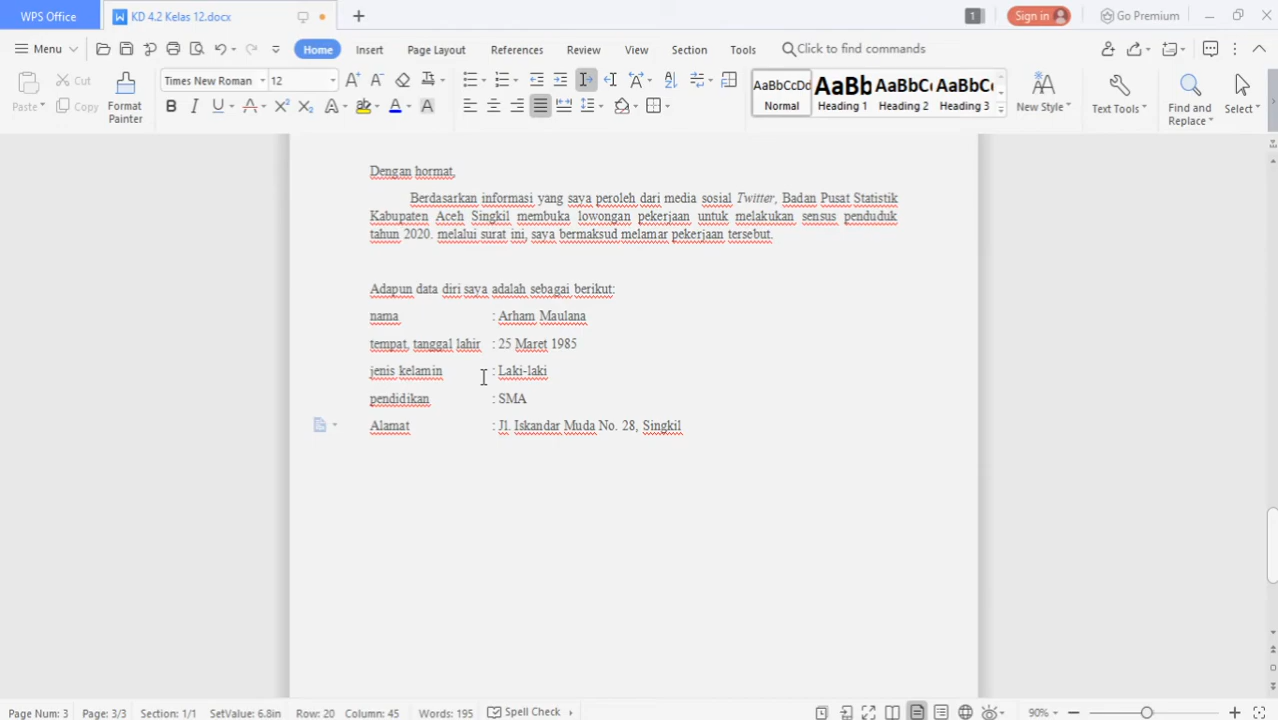 WPS Office
KD 4.2 Kelas 12.docx
1
Sign in
Go Premium
Menu
Home
Insert
Page Layout
References
Review
View
Section
Tools
Click to find commands
Paste
Cut
Copy
Format Painter
Times New Roman
12
AaBbCcDd
Normal
AaBb
Heading 1
AaBbC
Heading 2
AaBbC
Heading 3
New Style
Text Tools
Find and Replace
Select
Dengan hormat,
Berdasarkan informasi yang saya peroleh dari media sosial Twitter, Badan Pusat Statistik
Kabupaten Aceh Singkil membuka lowongan pekerjaan untuk melakukan sensus penduduk
tahun 2020. melalui surat ini, saya bermaksud melamar pekerjaan tersebut.
Adapun data diri saya adalah sebagai berikut:
nama : Arham Maulana
tempat, tanggal lahir : 25 Maret 1985
jenis kelamin : Laki-laki
pendidikan : SMA
Alamat : Jl. Iskandar Muda No. 28, Singkil
Page Num: 3 Page: 3/3 Section: 1/1 SetValue: 6.8in Row: 20 Column: 45 Words: 195 Spell Check 90%